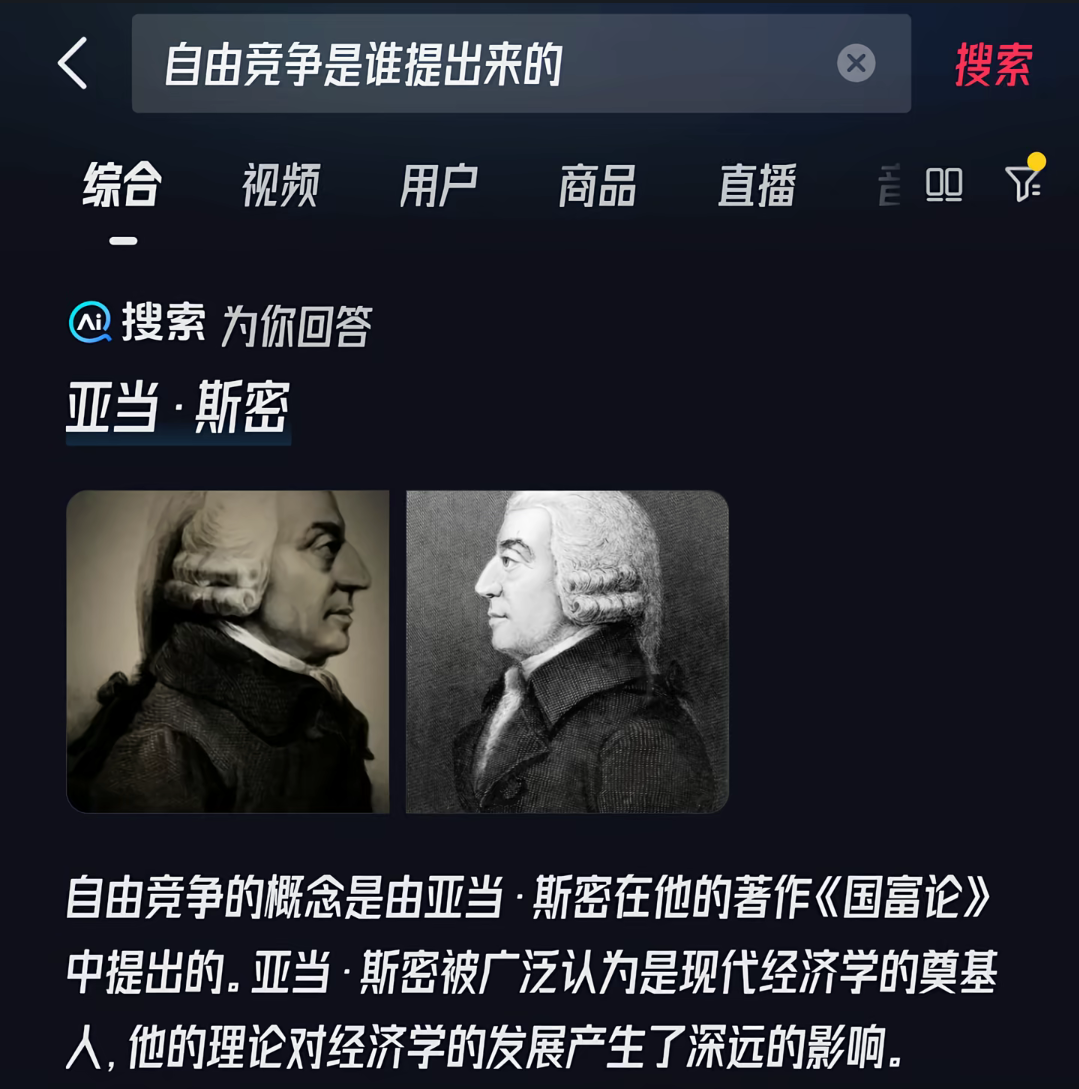 自由竞争是谁提出来的
搜索
综合 视频 用户 商品 直播
Ai 搜索 为你回答
亚当·斯密
自由竞争的概念是由亚当·斯密在他的著作《国富论》
中提出的。亚当·斯密被广泛认为是现代经济学的奠基
人,他的理论对经济学的发展产生了深远的影响。